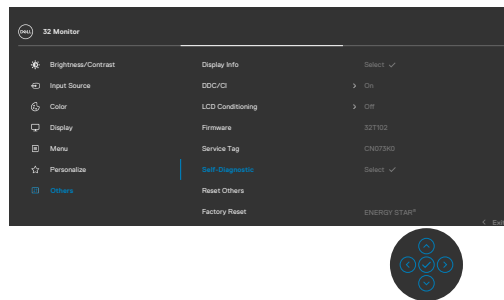 DELL 32 Monitor
Brightness/Contrast Display Info Select
Input Source DDC/CI On
Color LCD Conditioning Off
Display Firmware 32T102
Menu Service Tag CN073K0
Personalize Self-Diagnostic Select
Others Reset Others
Factory Reset ENERGY STAR®
Exit